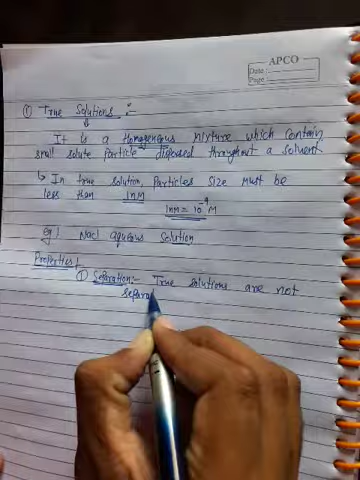 APCO
Date :
Page :
① True Solutions :-
It is a homogeneous mixture which contain
small solute particle dispersed throughout a solvent
↳ In true solution, Particles size must be
less than 1nM
1nM = 10⁻⁹ M
eg / Nacl aqueous Solution
Properties /
① Separation :- True solutions are not
separa